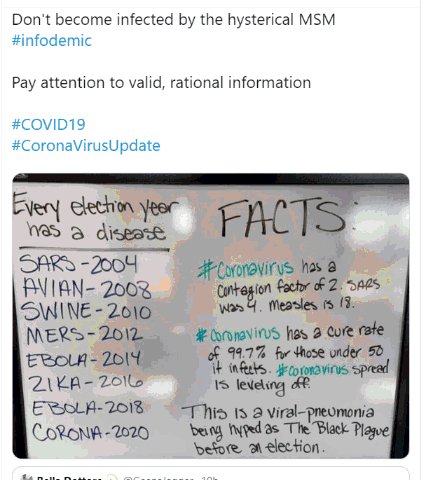 Don't become infected by the hysterical MSM
#infodemic
Pay attention to valid, rational information
#COVID19
#CoronaVirusUpdate
Every election year
has a disease
SARS-2004
AVIAN-2008
SWINE-2010
MERS-2012
EBOLA-2014
ZIKA-2016
EBOLA-2018
CORONA-2020
FACTS:
#Coronavirus has a
contagion factor of 2. SARS
was 4. Measles is 18.
#Coronavirus has a cure rate
of 99.7% for those under 50
it infects. #Coronavirus spread
is leveling off.
This is a viral-pneumonia
being hyped as The Black Plague
before an election.